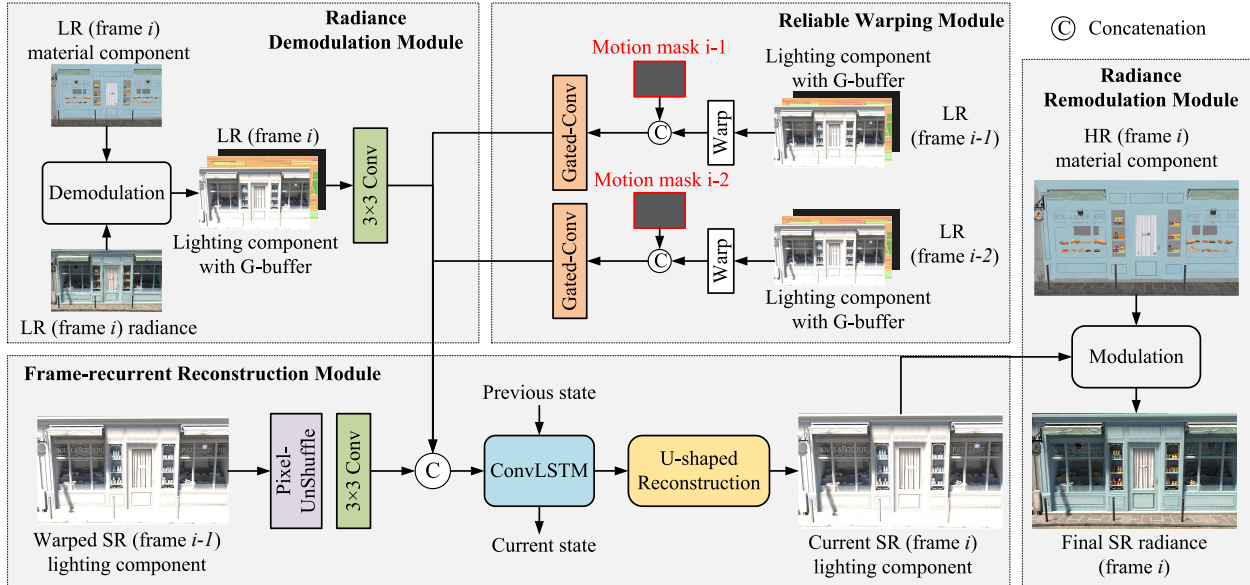 Radiance
Demodulation Module
LR (frame i)
material component
Demodulation
LR (frame i) radiance
LR (frame i)
Lighting component
with G-buffer
3×3 Conv
Reliable Warping Module
Motion mask i-1
Gated-Conv
C
Warp
Lighting component
with G-buffer
LR
(frame i-1)
Motion mask i-2
Gated-Conv
C
Warp
LR
(frame i-2)
Lighting component
with G-buffer
C Concatenation
Radiance
Remodulation Module
HR (frame i)
material component
Modulation
Final SR radiance
(frame i)
Frame-recurrent Reconstruction Module
Warped SR (frame i-1)
lighting component
Pixel-
UnShuffle
3×3 Conv
C
Previous state
ConvLSTM
Current state
U-shaped
Reconstruction
Current SR (frame i)
lighting component